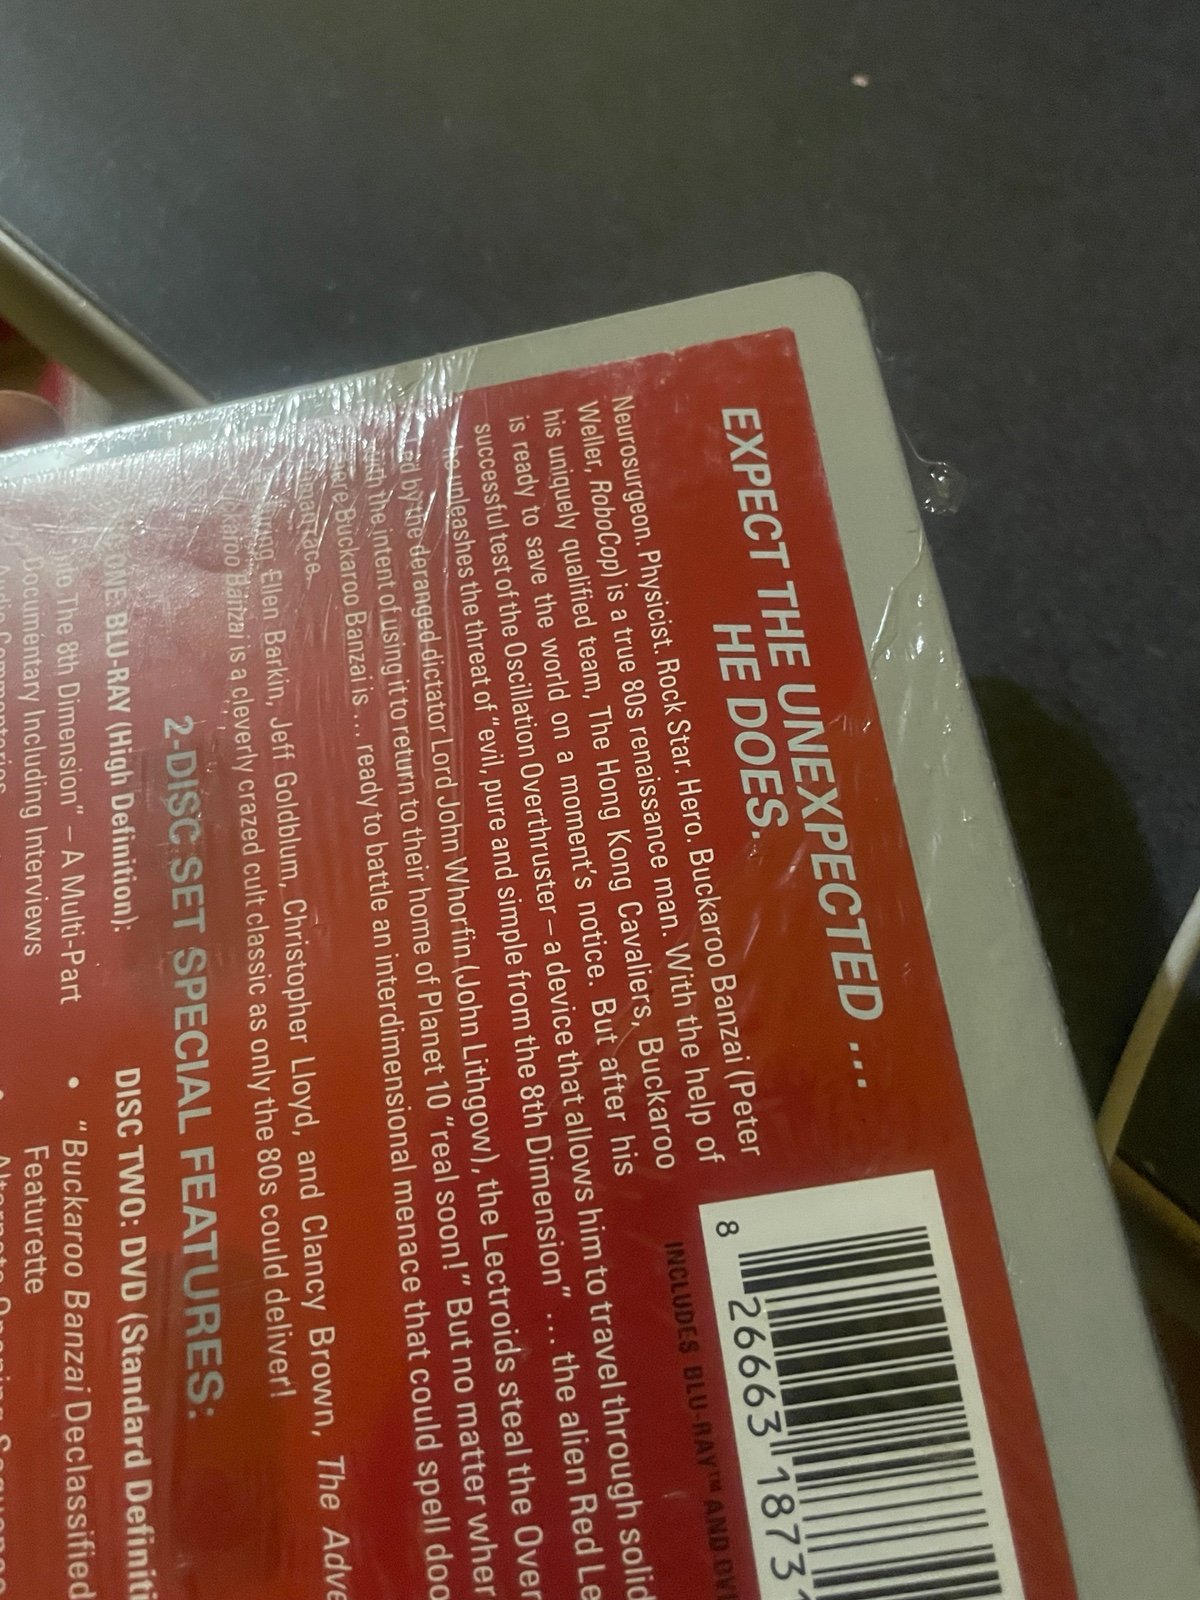 EXPECT THE UNEXPECTED ...
HE DOES.
Neurosurgeon. Physicist. Rock Star. Hero. Buckaroo Banzai (Peter
Weller, RoboCop) is a true 80s renaissance man. With the help of
his uniquely qualified team, The Hong Kong Cavaliers, Buckaroo
is ready to save the world on a moment's notice. But after his
successful test of the Oscillation Overthruster – a device that allows him to travel through solid
he unleashes the threat of "evil, pure and simple from the 8th Dimension" ... the alien Red Le
Led by the deranged dictator Lord John Whorfin (John Lithgow), the Lectroids steal the Over
with the intent of using it to return to their home of Planet 10 "real soon!" But no matter wher
Buckaroo Banzai is ... ready to battle an interdimensional menace that could spell doo
race.
Ellen Barkin, Jeff Goldblum, Christopher Lloyd, and Clancy Brown, The Adve
Banzai is a cleverly crazed cult classic as only the 80s could deliver!
8 26663 1873
INCLUDES BLU-RAY™ AND DV
2-DISC SET SPECIAL FEATURES:
ONE: BLU-RAY (High Definition):
The 8th Dimension" – A Multi-Part
Documentary Including Interviews
DISC TWO: DVD (Standard Definiti
• "Buckaroo Banzai Declassified
Featurette